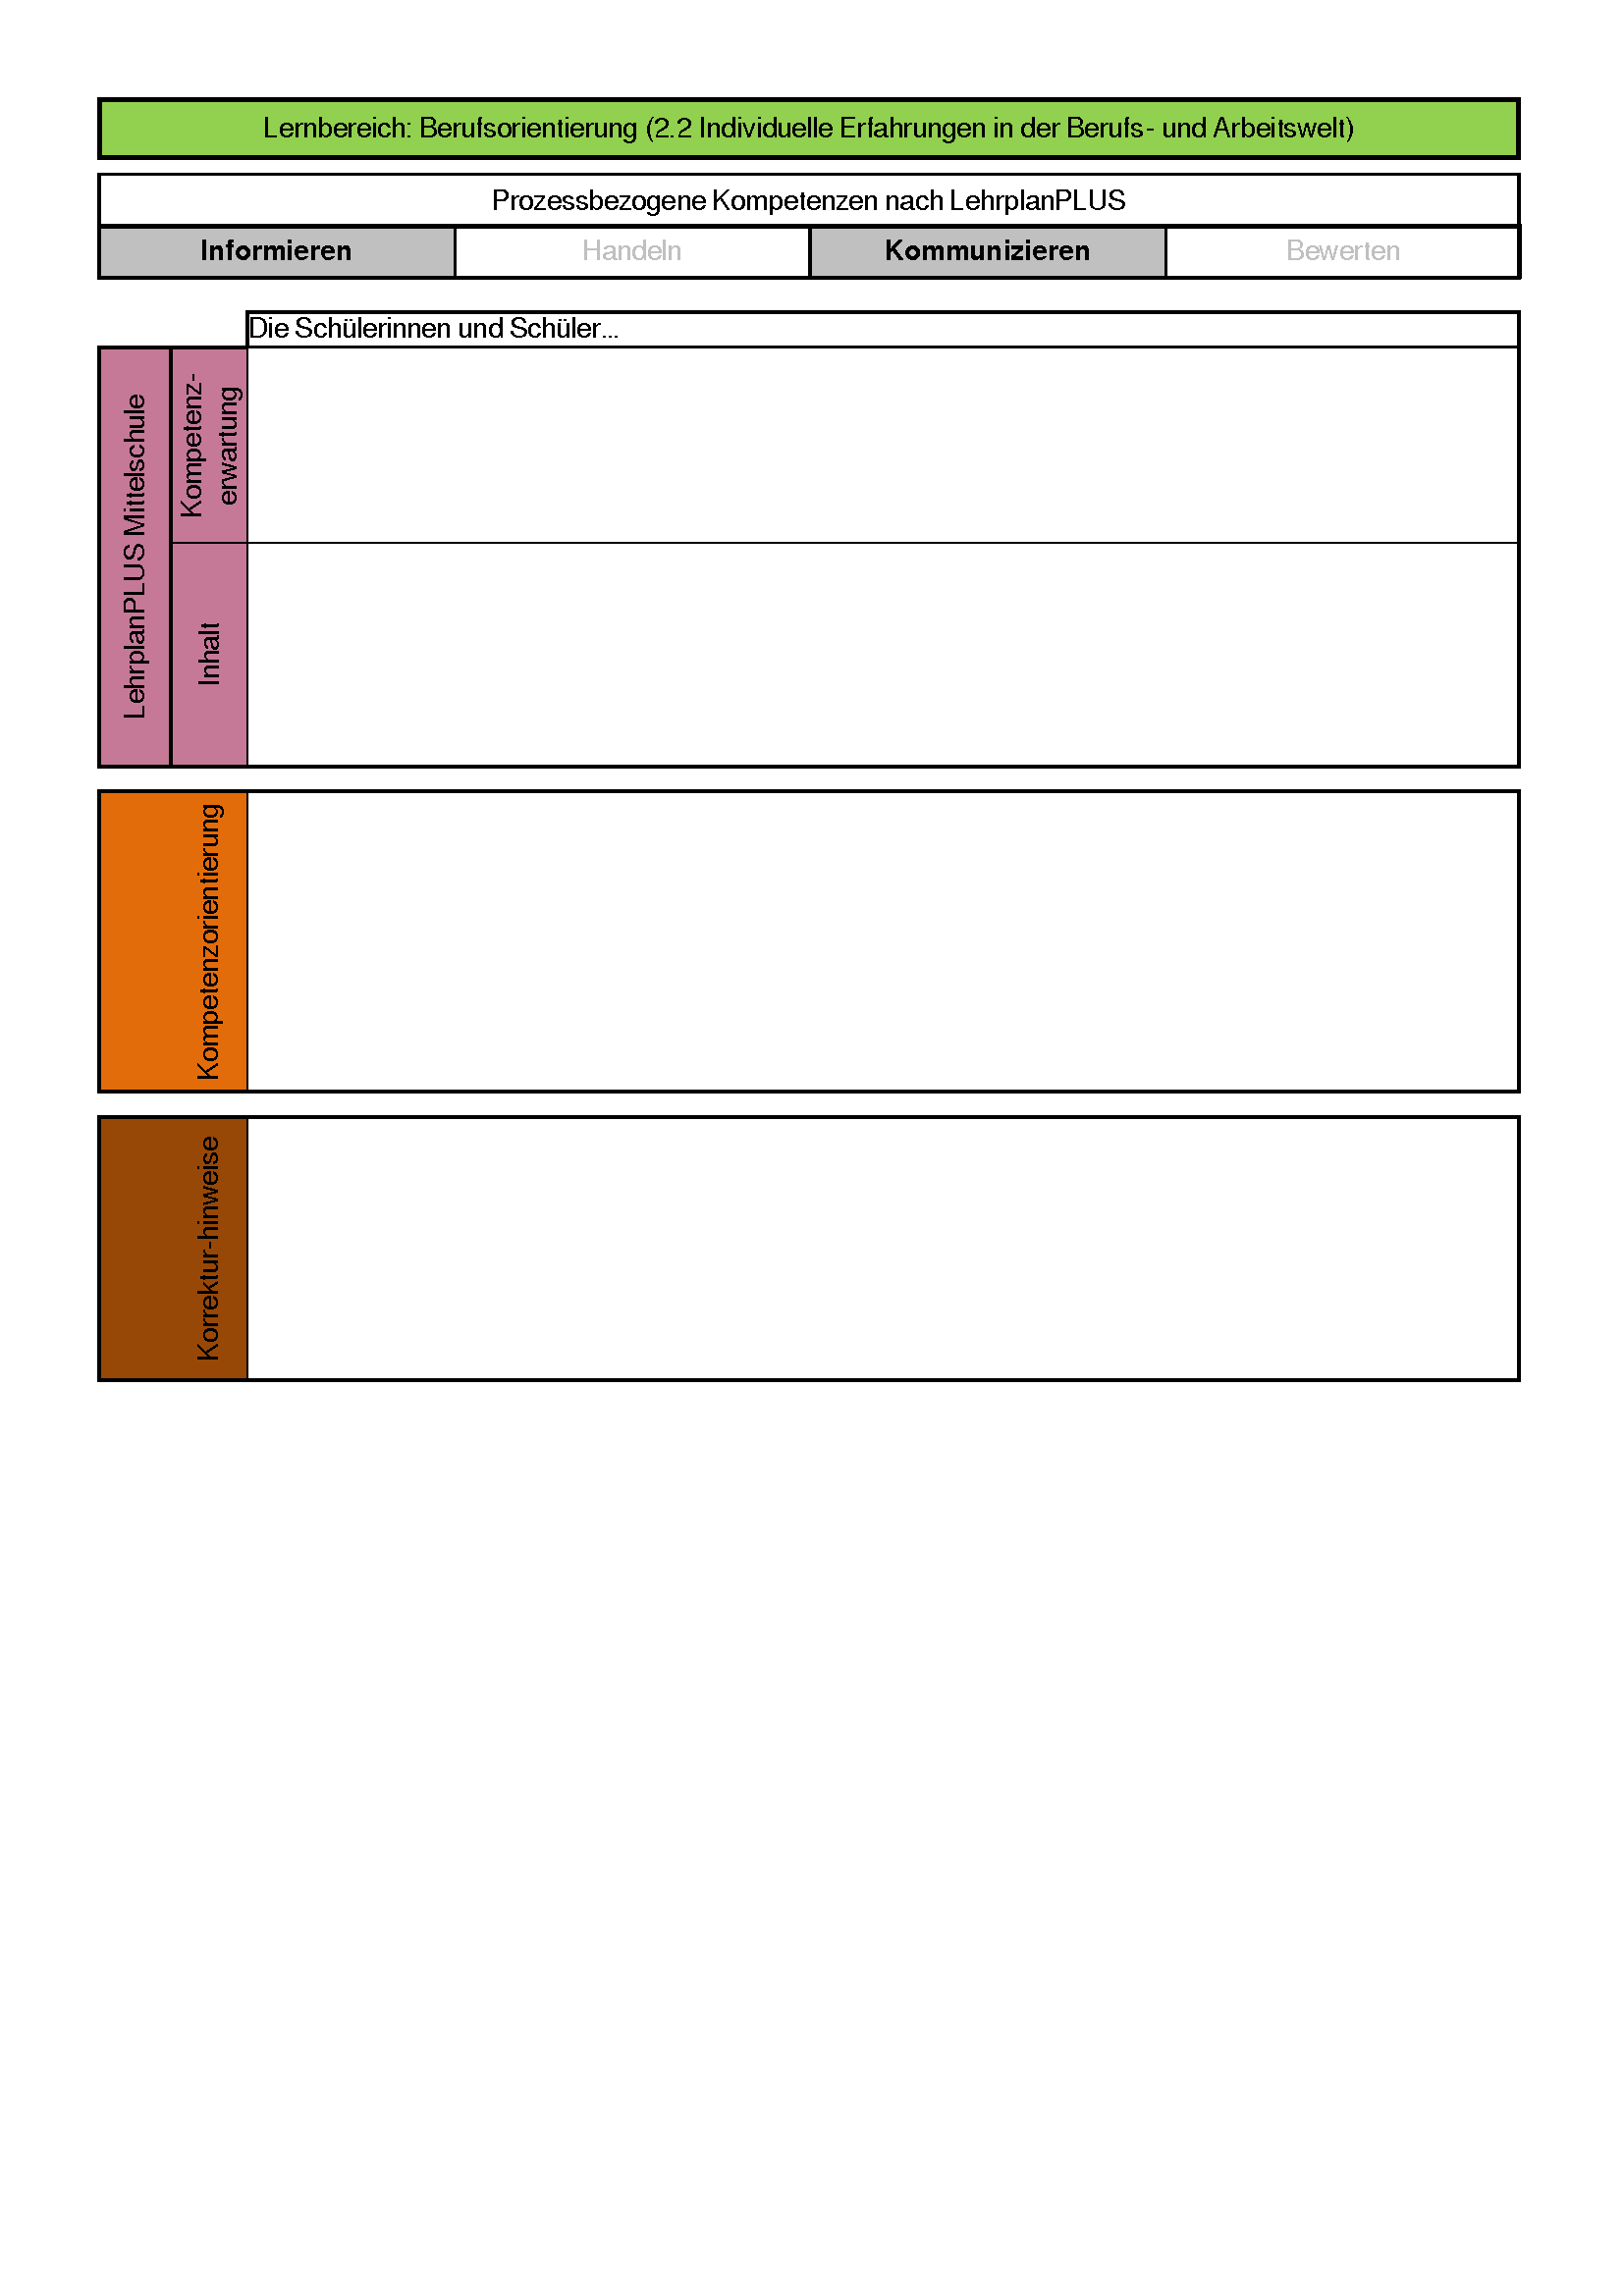 Lernbereich: Berufsorientierung (2.2 Individuelle Erfahrungen in der Berufs- und Arbeitswelt)
Prozessbezogene Kompetenzen nach LehrplanPLUS
Informieren
Handeln
Kommunizieren
Bewerten
Die Schülerinnen und Schüler...
LehrplanPLUS Mittelschule
Kompetenz-
erwartung
Inhalt
Kompetenzorientierung
Korrektur-hinweise